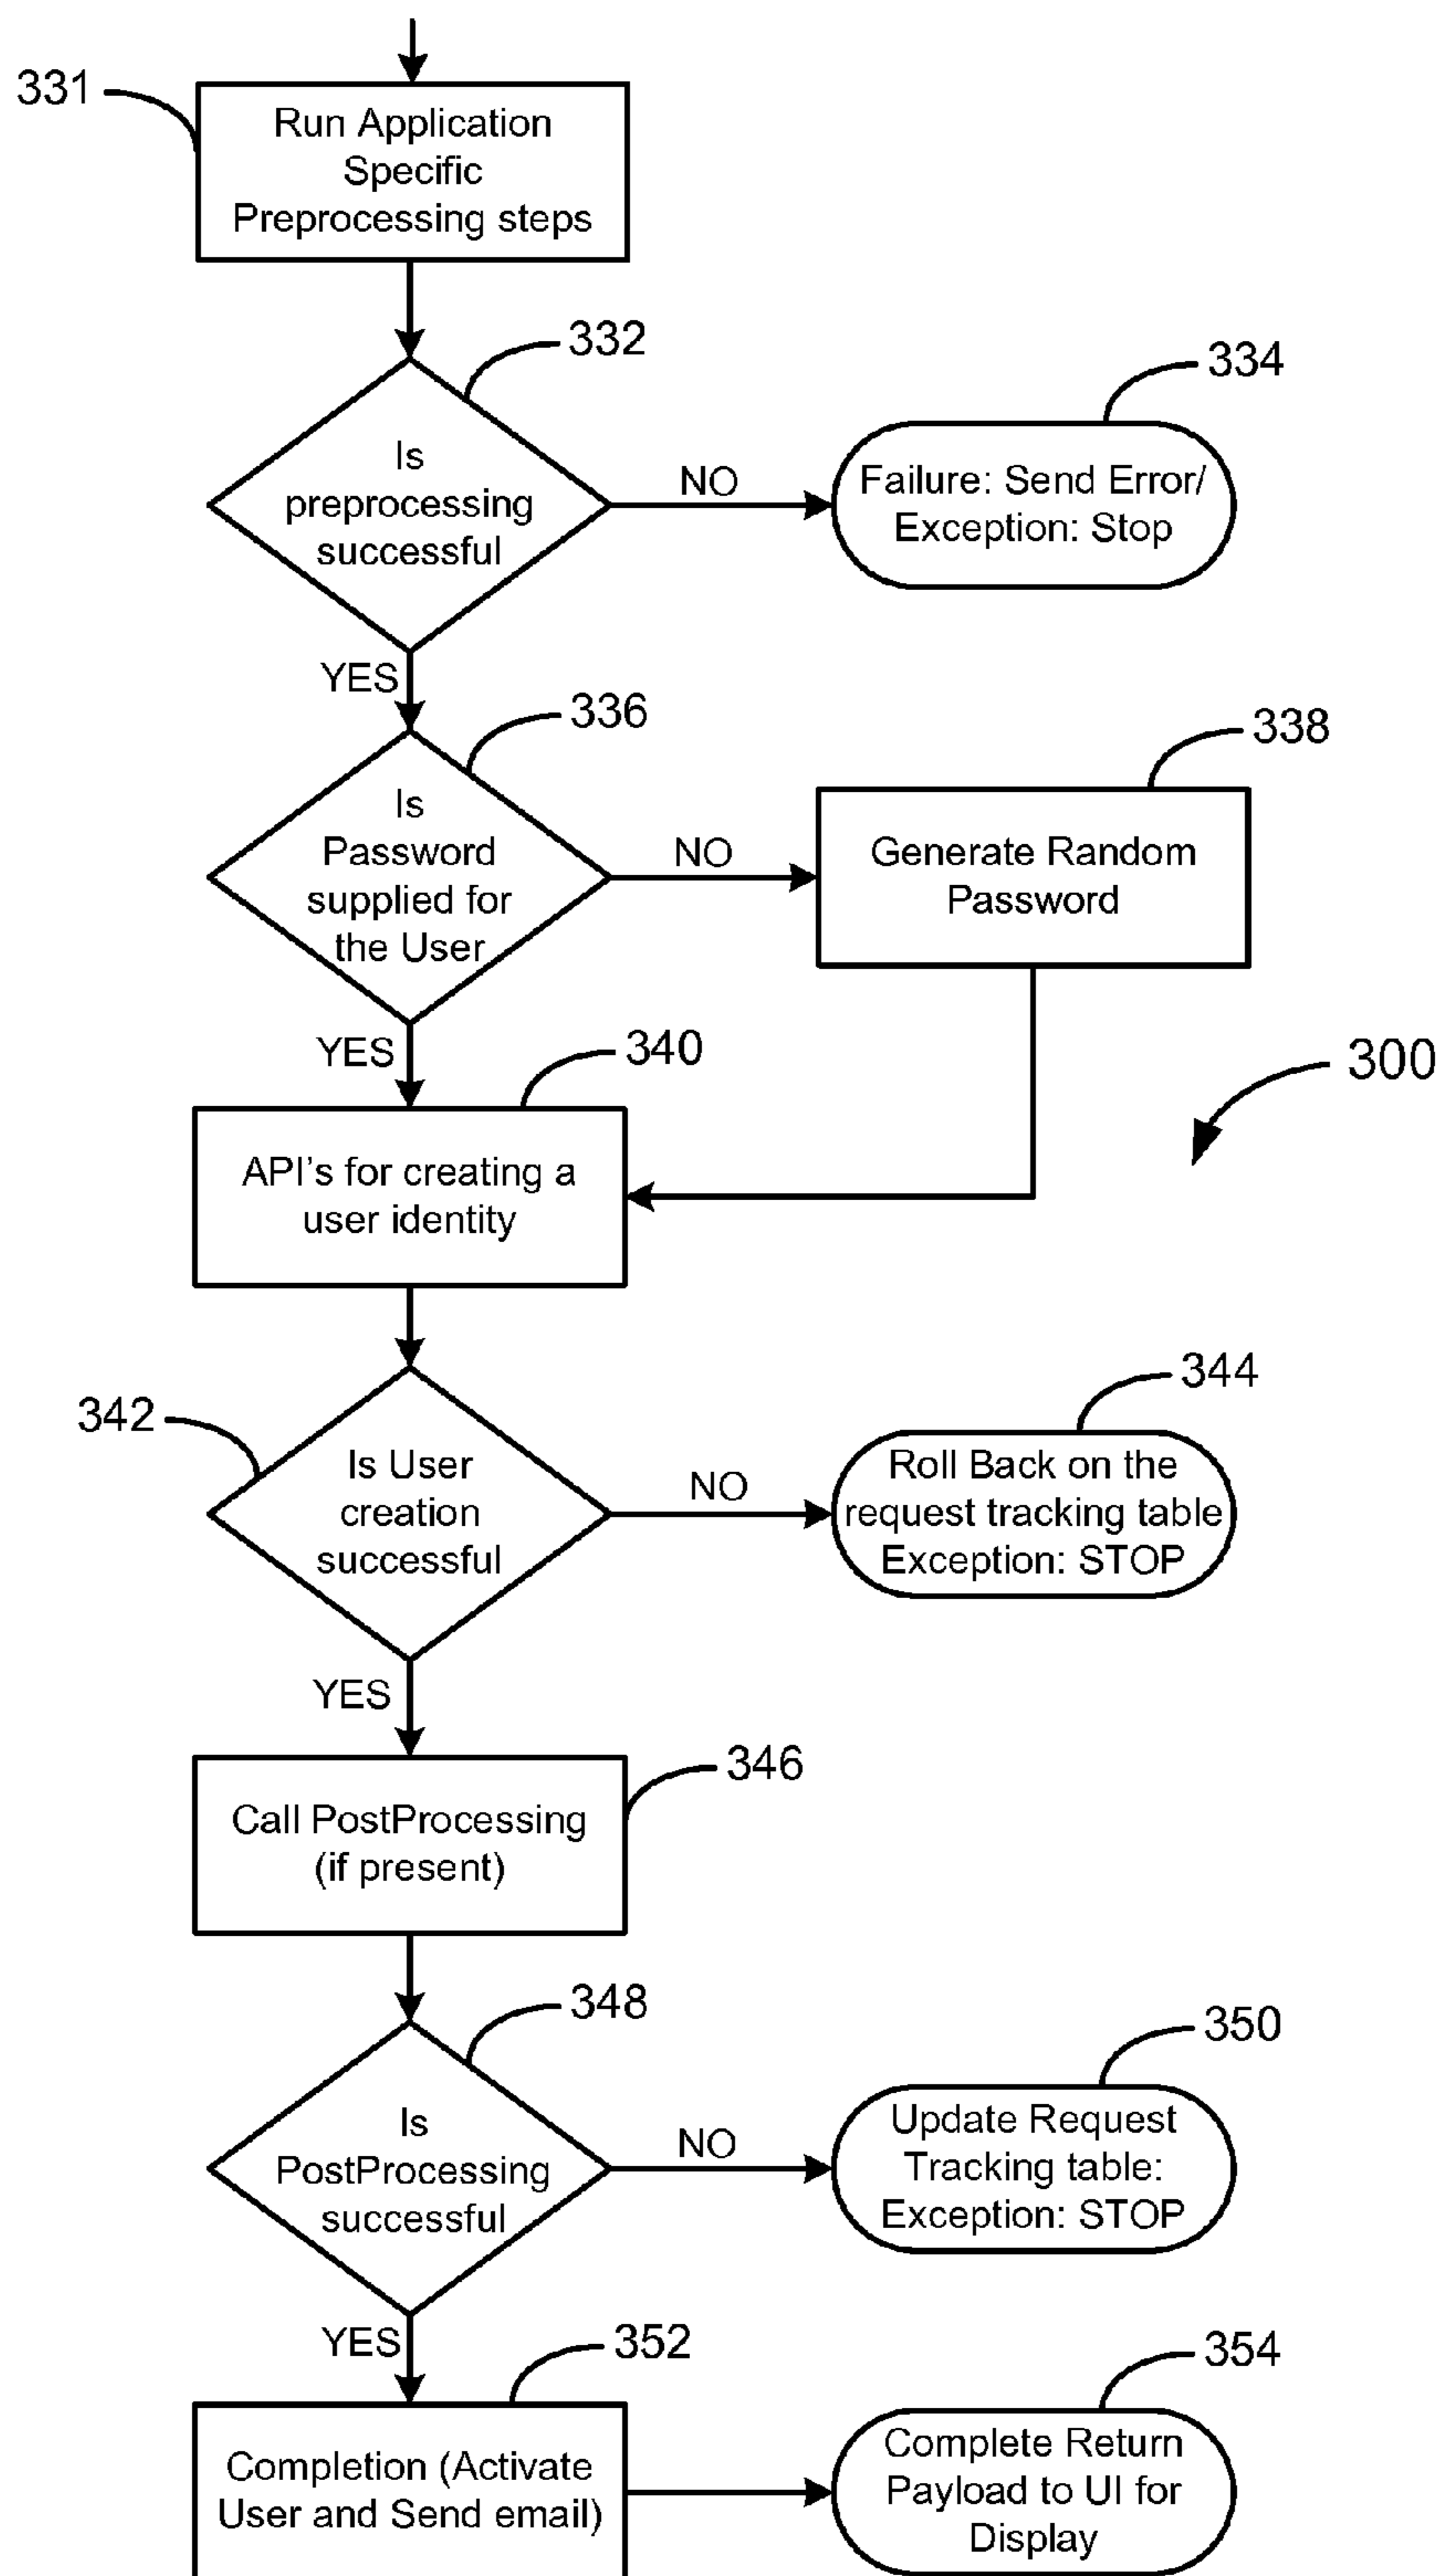 331
Run Application
Specific
Preprocessing steps
332
334
Is
preprocessing
successful
NO
Failure: Send Error/
Exception: Stop
YES
336
338
Is
Password
supplied for
the User
NO
Generate Random
Password
YES
340
300
API's for creating a
user identity
342
344
Is User
creation
successful
NO
Roll Back on the
request tracking table
Exception: STOP
YES
346
Call PostProcessing
(if present)
348
350
Is
PostProcessing
successful
NO
Update Request
Tracking table:
Exception: STOP
YES
352
354
Completion (Activate
User and Send email)
Complete Return
Payload to UI for
Display